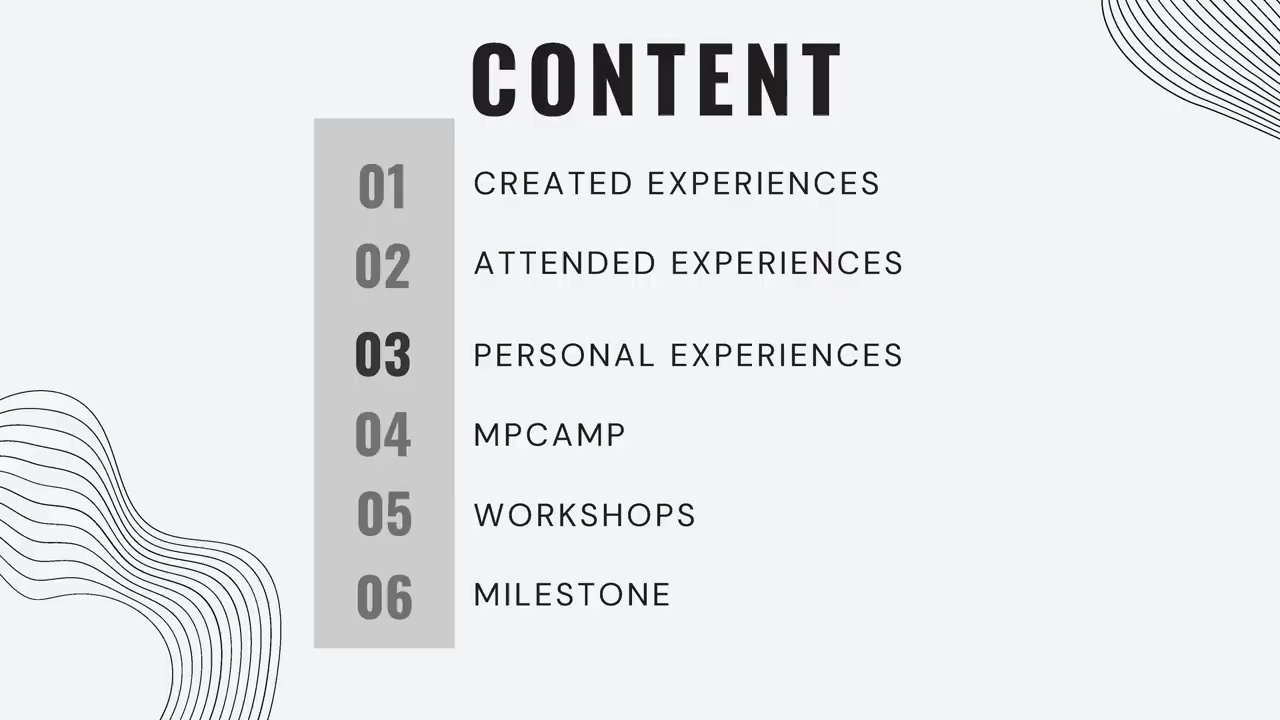 CONTENT
01 CREATED EXPERIENCES
02 ATTENDED EXPERIENCES
03 PERSONAL EXPERIENCES
04 MPCAMP
05 WORKSHOPS
06 MILESTONE